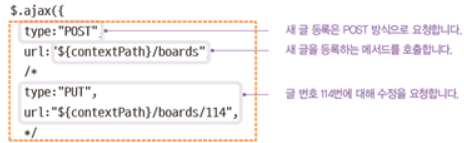 $.ajax({
type:"POST", 새 글 등록은 POST 방식으로 요청합니다.
url:"${contextPath}/boards", 새 글을 등록하는 메서드를 호출합니다.
/*
type:"PUT",
글 번호 114번에 대해 수정을 요청합니다.
url:"${contextPath}/boards/114",
*/